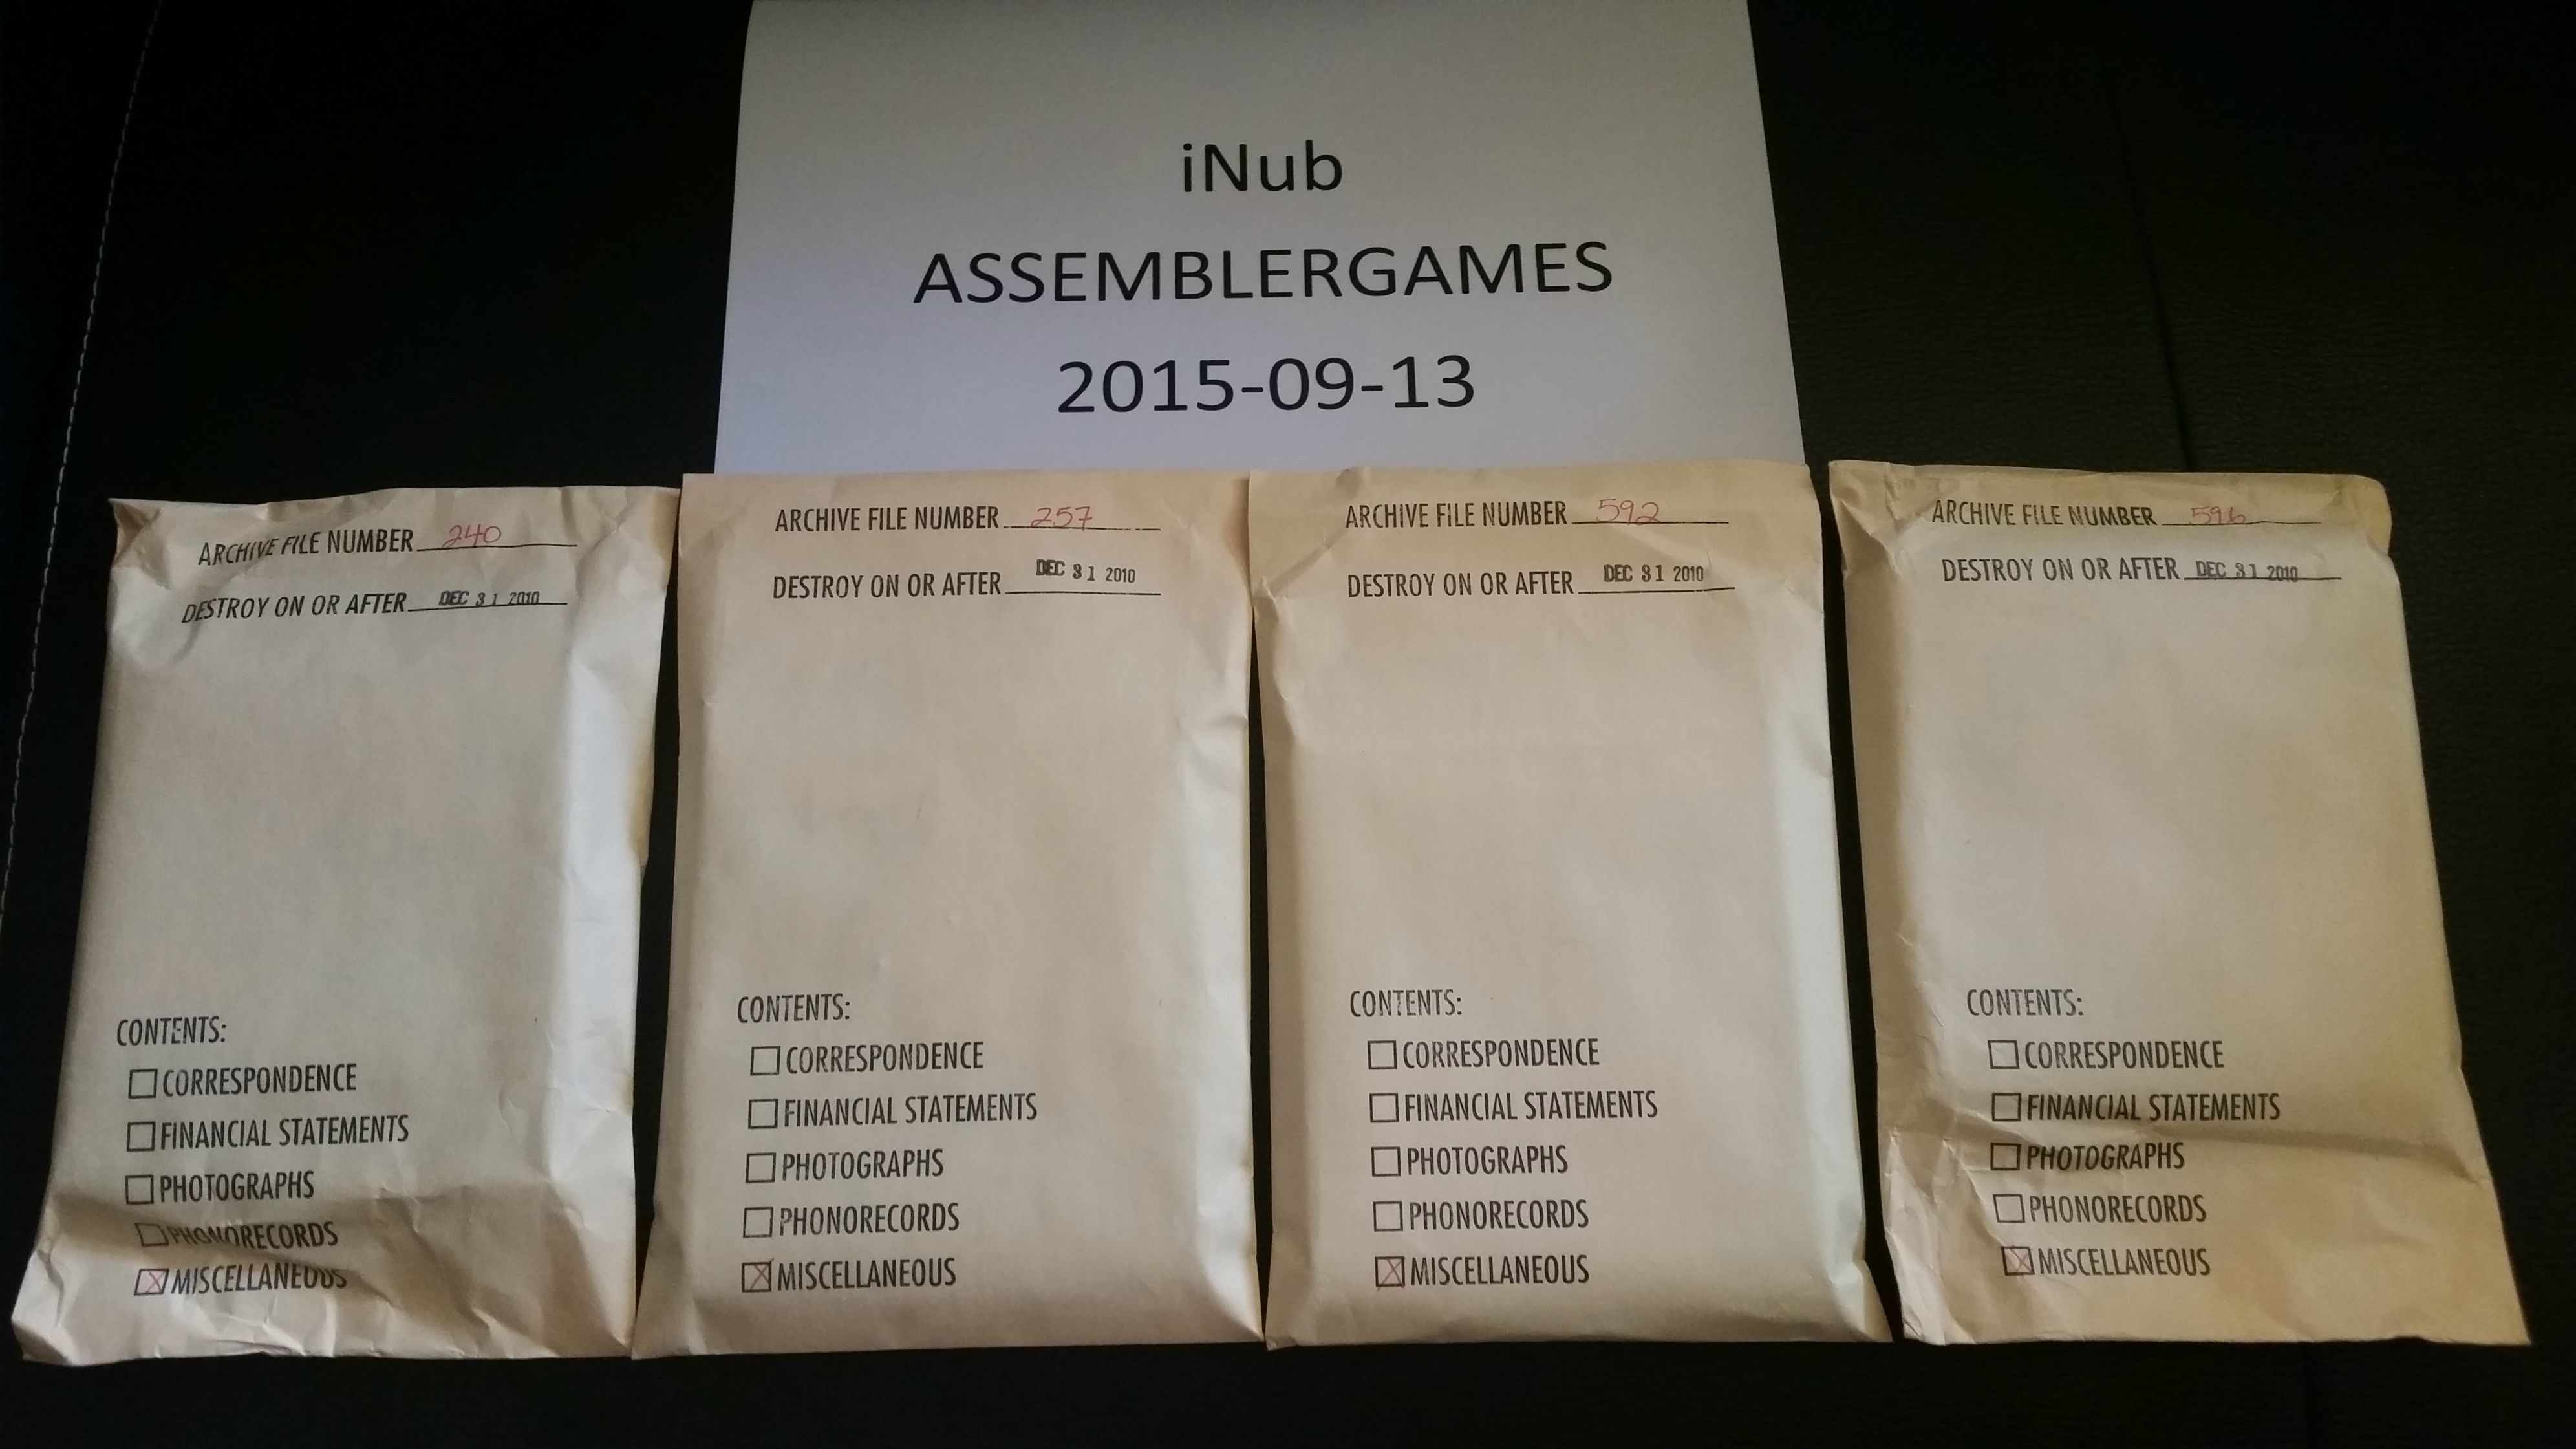 iNub
ASSEMBLERGAMES
2015-09-13
ARCHIVE FILE NUMBER 240
DESTROY ON OR AFTER DEC 31 2010
CONTENTS:
CORRESPONDENCE
FINANCIAL STATEMENTS
PHOTOGRAPHS
PHONORECORDS
MISCELLANEOUS
ARCHIVE FILE NUMBER 257
DESTROY ON OR AFTER DEC 31 2010
CONTENTS:
CORRESPONDENCE
FINANCIAL STATEMENTS
PHOTOGRAPHS
PHONORECORDS
MISCELLANEOUS
ARCHIVE FILE NUMBER 592
DESTROY ON OR AFTER DEC 31 2010
CONTENTS:
CORRESPONDENCE
FINANCIAL STATEMENTS
PHOTOGRAPHS
PHONORECORDS
MISCELLANEOUS
ARCHIVE FILE NUMBER 596
DESTROY ON OR AFTER DEC 31 2010
CONTENTS:
CORRESPONDENCE
FINANCIAL STATEMENTS
PHOTOGRAPHS
PHONORECORDS
MISCELLANEOUS